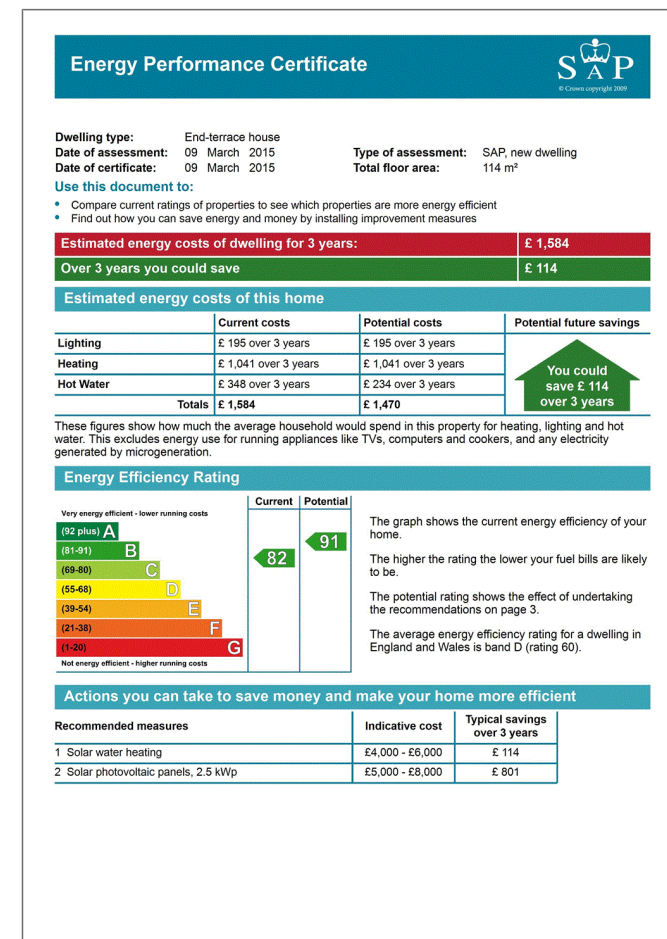 Energy Performance Certificate
SAP
© Crown copyright 2009
Dwelling type: End-terrace house
Date of assessment: 09 March 2015 Type of assessment: SAP, new dwelling
Date of certificate: 09 March 2015 Total floor area: 114 m²
Use this document to:
• Compare current ratings of properties to see which properties are more energy efficient
• Find out how you can save energy and money by installing improvement measures
Estimated energy costs of dwelling for 3 years: £ 1,584
Over 3 years you could save £ 114
Estimated energy costs of this home
Current costs Potential costs Potential future savings
Lighting £ 195 over 3 years £ 195 over 3 years
Heating £ 1,041 over 3 years £ 1,041 over 3 years
Hot Water £ 348 over 3 years £ 234 over 3 years
Totals £ 1,584 £ 1,470
You could
save £ 114
over 3 years
These figures show how much the average household would spend in this property for heating, lighting and hot
water. This excludes energy use for running appliances like TVs, computers and cookers, and any electricity
generated by microgeneration.
Energy Efficiency Rating
Current Potential
Very energy efficient - lower running costs
(92 plus) A
(81-91) B
(69-80) C
(55-68) D
(39-54) E
(21-38) F
(1-20) G
Not energy efficient - higher running costs
82
91
The graph shows the current energy efficiency of your
home.
The higher the rating the lower your fuel bills are likely
to be.
The potential rating shows the effect of undertaking
the recommendations on page 3.
The average energy efficiency rating for a dwelling in
England and Wales is band D (rating 60).
Actions you can take to save money and make your home more efficient
Recommended measures Indicative cost Typical savings
over 3 years
1 Solar water heating £4,000 - £6,000 £ 114
2 Solar photovoltaic panels, 2.5 kWp £5,000 - £8,000 £ 801